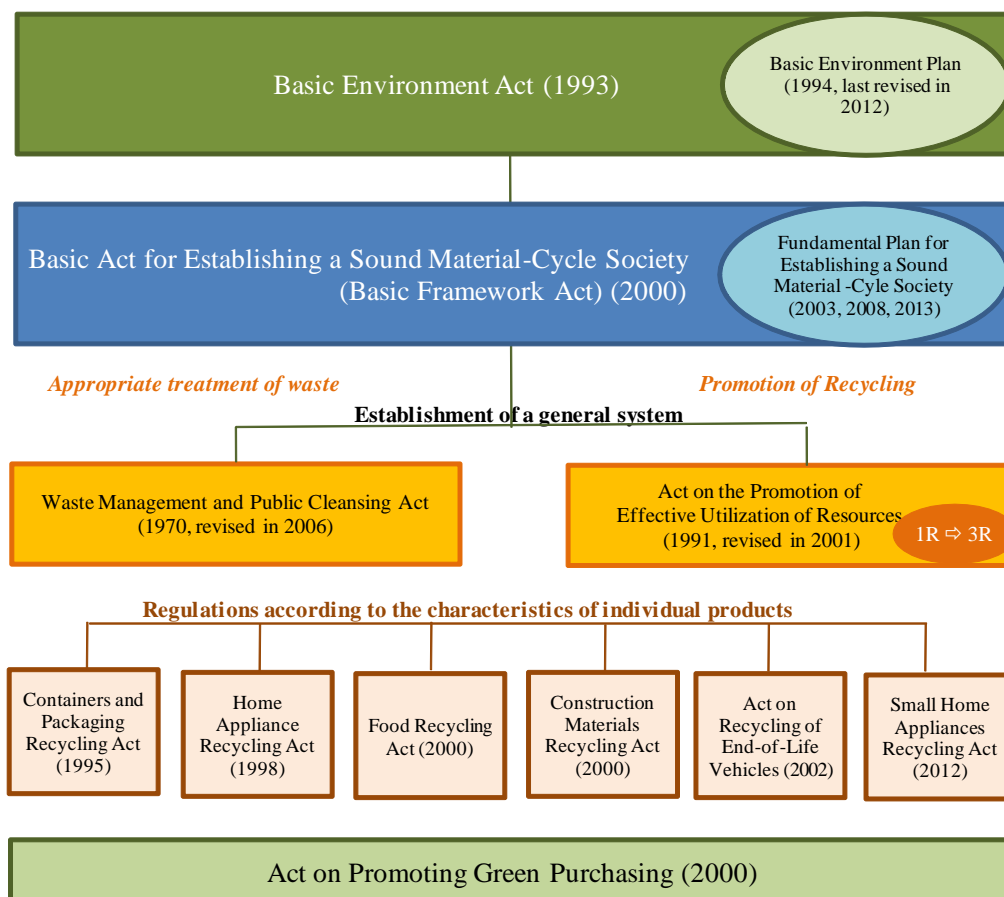 Basic Environment Act (1993)
Basic Environment Plan
(1994, last revised in
2012)
Basic Act for Establishing a Sound Material-Cycle Society
(Basic Framework Act) (2000)
Fundamental Plan for
Establishing a Sound
Material -Cyle Society
(2003, 2008, 2013)
Appropriate treatment of waste
Promotion of Recycling
Establishment of a general system
Waste Management and Public Cleansing Act
(1970, revised in 2006)
Act on the Promotion of
Effective Utilization of Resources
(1991, revised in 2001)
1R ⇨ 3R
Regulations according to the characteristics of individual products
Containers and
Packaging
Recycling Act
(1995)
Home
Appliance
Recycling Act
(1998)
Food Recycling
Act (2000)
Construction
Materials
Recycling Act
(2000)
Act on
Recycling of
End-of-Life
Vehicles (2002)
Small Home
Appliances
Recycling Act
(2012)
Act on Promoting Green Purchasing (2000)